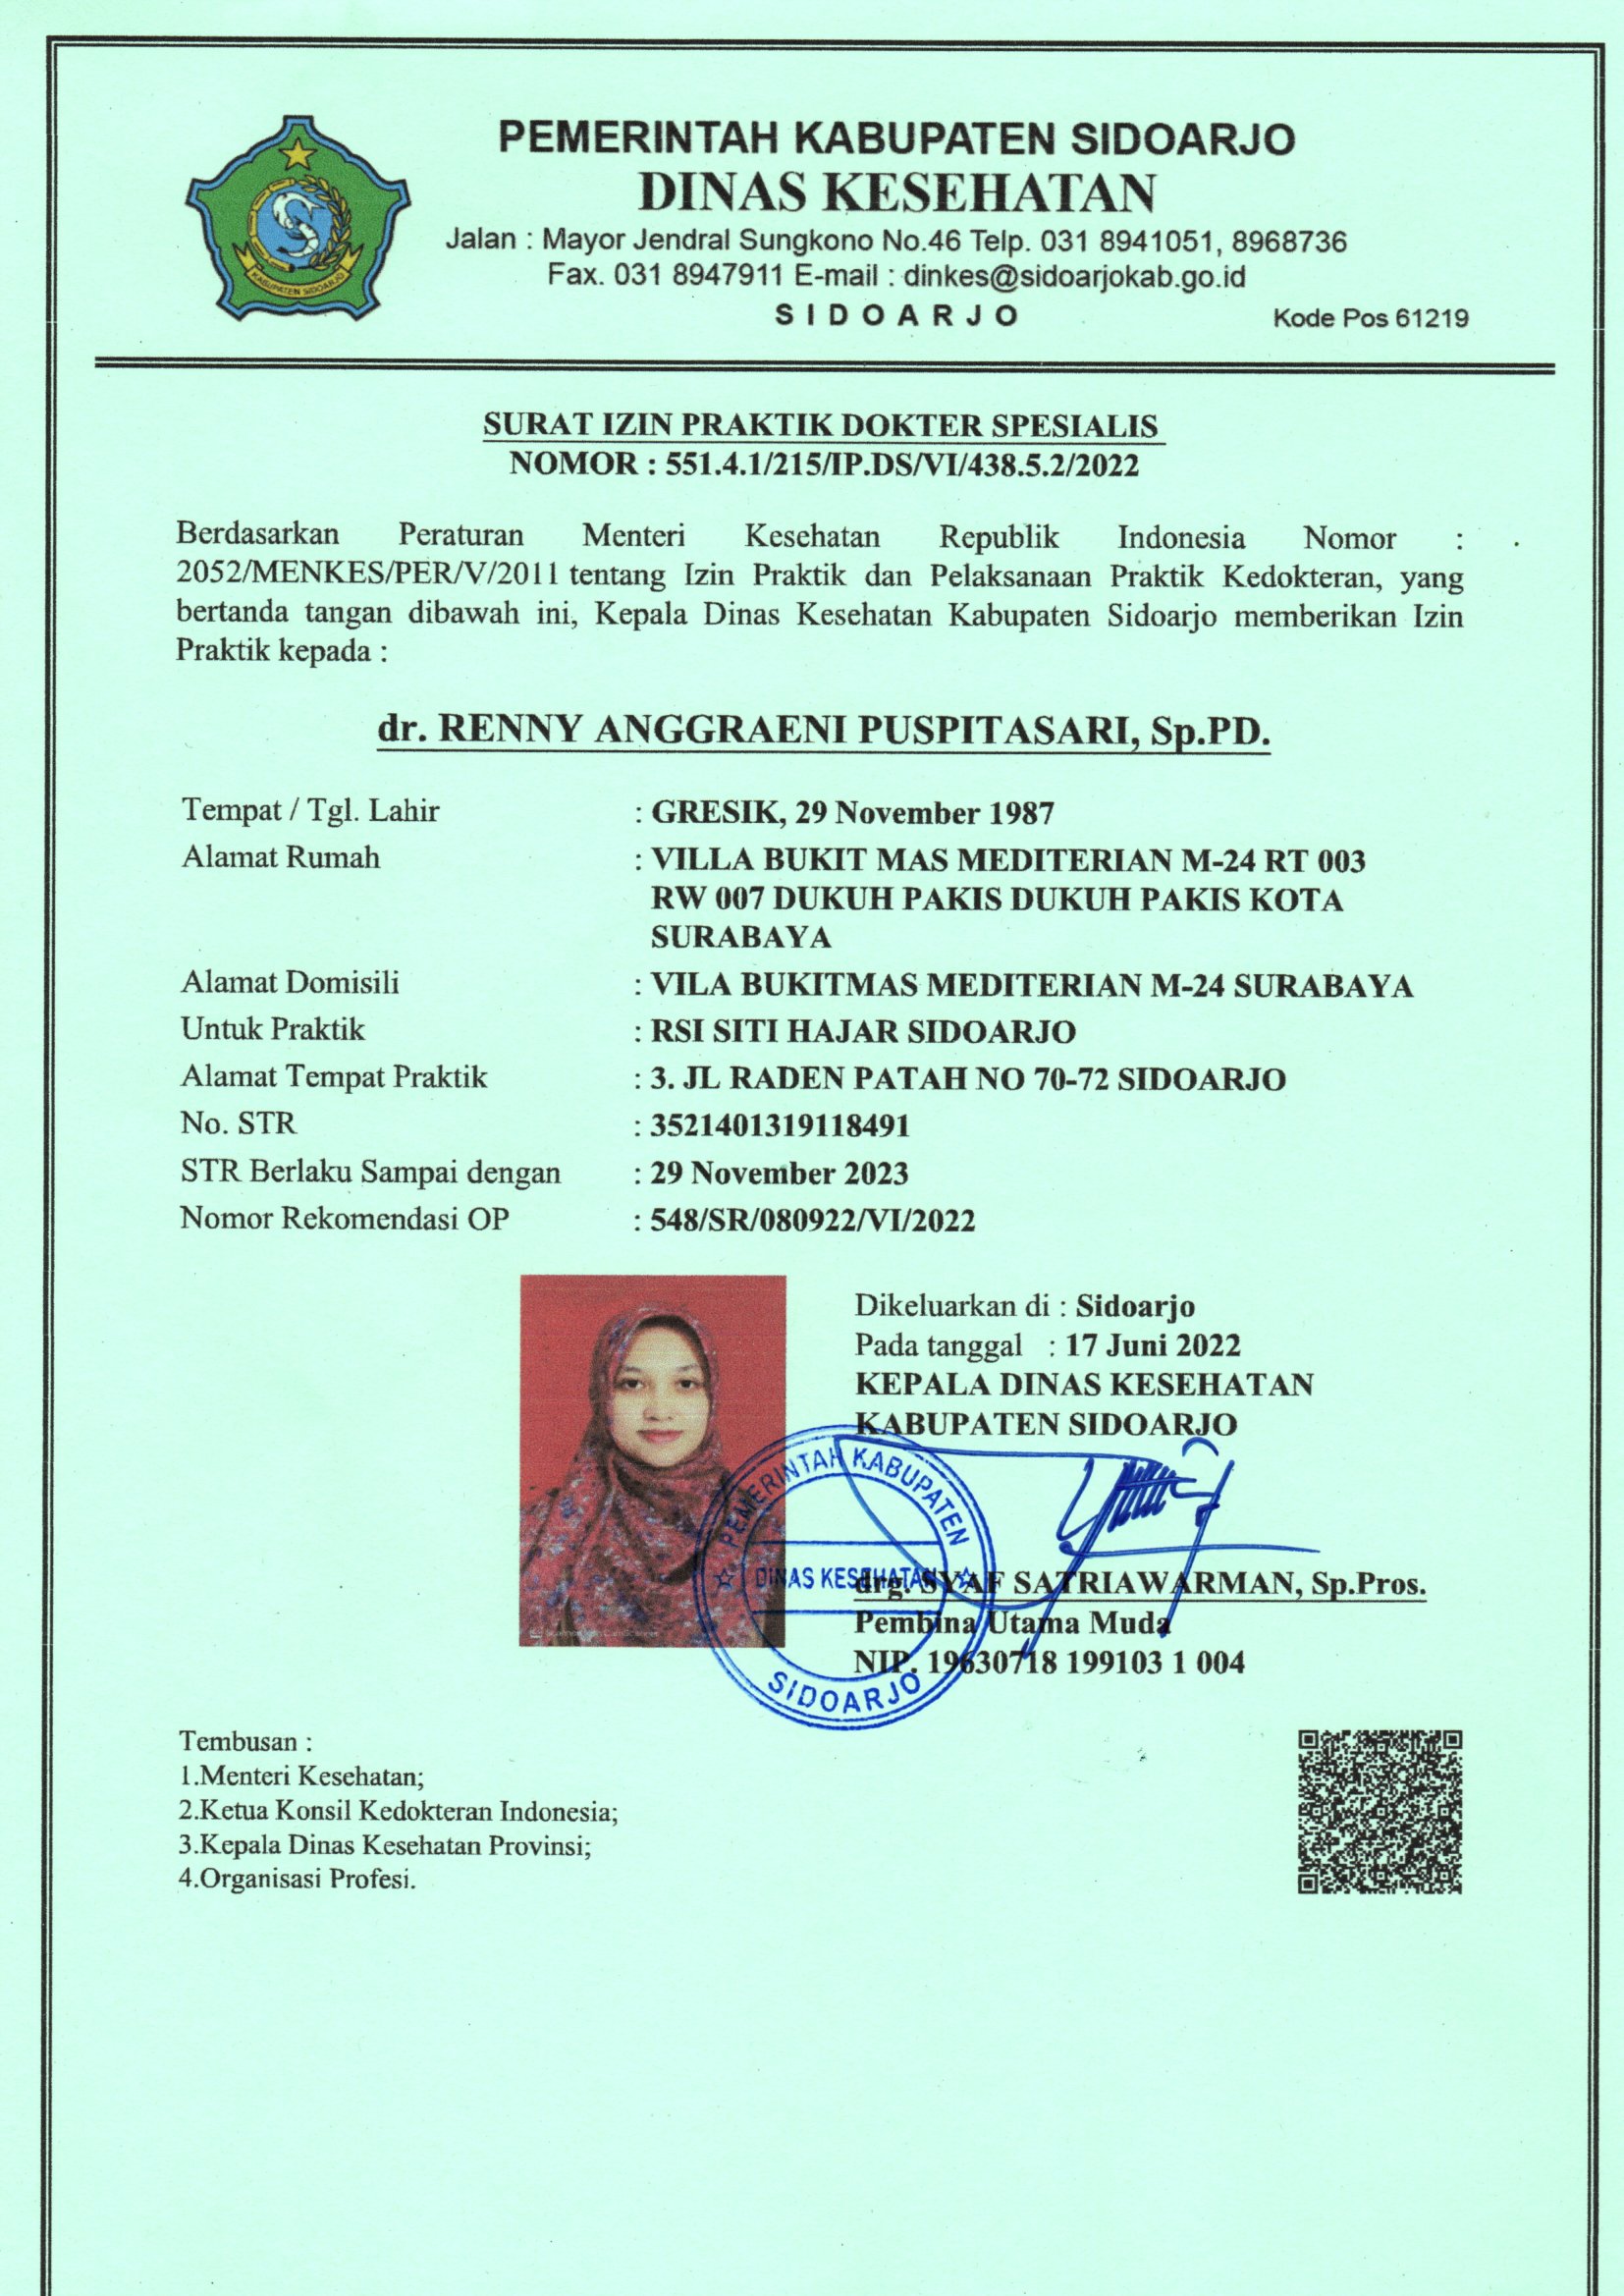 PEMERINTAH KABUPATEN SIDOARJO
DINAS KESEHATAN
Jalan : Mayor Jendral Sungkono No.46 Telp. 031 8941051, 8968736
Fax. 031 8947911 E-mail : dinkes@sidoarjokab.go.id
S I D O A R J O
Kode Pos 61219
KABUPATEN SIDOARJO
SURAT IZIN PRAKTIK DOKTER SPESIALIS
NOMOR : 551.4.1/215/IP.DS/VI/438.5.2/2022
Berdasarkan Peraturan Menteri Kesehatan Republik Indonesia Nomor :
2052/MENKES/PER/V/2011 tentang Izin Praktik dan Pelaksanaan Praktik Kedokteran, yang
bertanda tangan dibawah ini, Kepala Dinas Kesehatan Kabupaten Sidoarjo memberikan Izin
Praktik kepada :
dr. RENNY ANGGRAENI PUSPITASARI, Sp.PD.
Tempat / Tgl. Lahir : GRESIK, 29 November 1987
Alamat Rumah : VILLA BUKIT MAS MEDITERIAN M-24 RT 003
RW 007 DUKUH PAKIS DUKUH PAKIS KOTA
SURABAYA
Alamat Domisili : VILA BUKITMAS MEDITERIAN M-24 SURABAYA
Untuk Praktik : RSI SITI HAJAR SIDOARJO
Alamat Tempat Praktik : 3. JL RADEN PATAH NO 70-72 SIDOARJO
No. STR : 3521401319118491
STR Berlaku Sampai dengan : 29 November 2023
Nomor Rekomendasi OP : 548/SR/080922/VI/2022
Dikeluarkan di : Sidoarjo
Pada tanggal : 17 Juni 2022
KEPALA DINAS KESEHATAN
KABUPATEN SIDOARJO
PEMERINTAH KABUPATEN
DINAS KESEHATAN
SIDOARJO
drg. SYAF SATRIAWARMAN, Sp.Pros.
Pembina Utama Muda
NIP. 19630718 199103 1 004
Tembusan :
1.Menteri Kesehatan;
2.Ketua Konsil Kedokteran Indonesia;
3.Kepala Dinas Kesehatan Provinsi;
4.Organisasi Profesi.